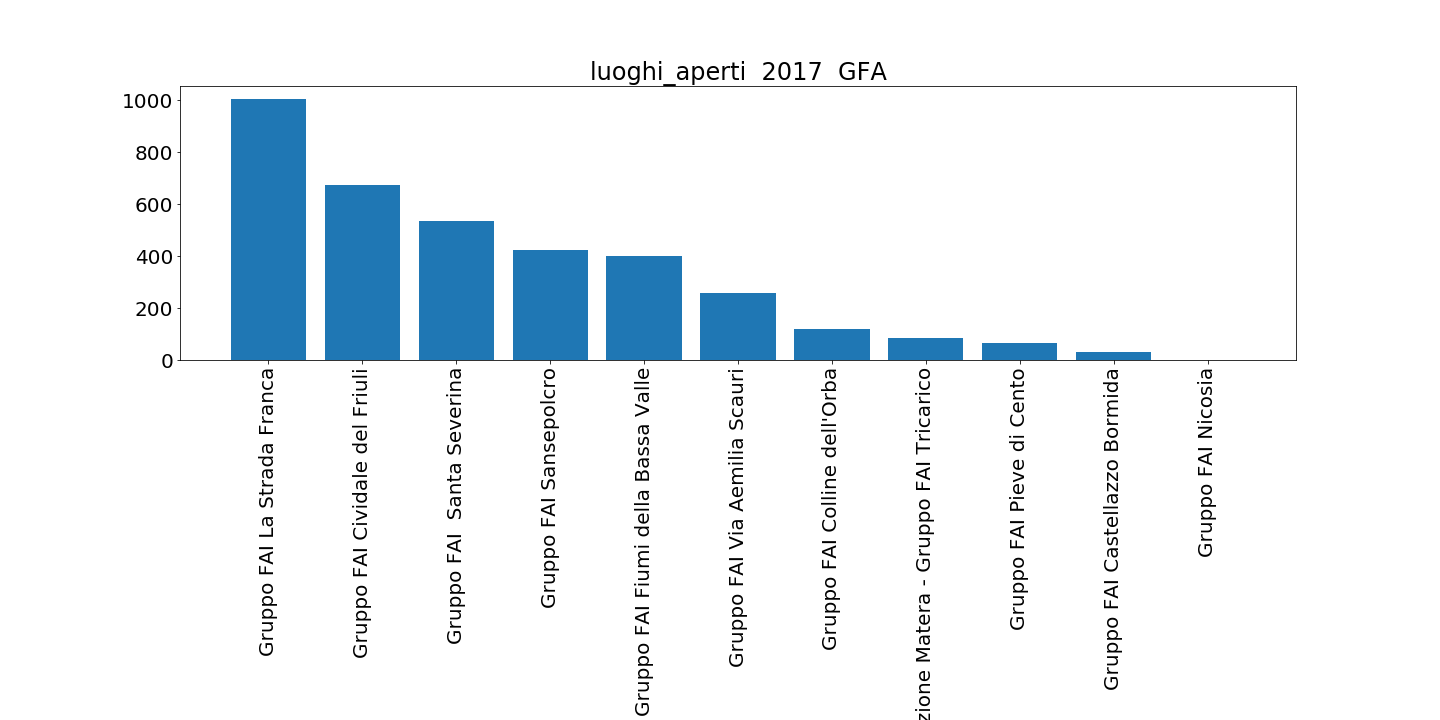 luoghi_aperti  2017  GFA
1000
800
600
400
200
0
Gruppo FAI La Strada Franca
Gruppo FAI Cividale del Friuli
Gruppo FAI  Santa Severina
Gruppo FAI Sansepolcro
Gruppo FAI Fiumi della Bassa Valle
Gruppo FAI Via Aemilia Scauri
Gruppo FAI Colline dell'Orba
zione Matera - Gruppo FAI Tricarico
Gruppo FAI Pieve di Cento
Gruppo FAI Castellazzo Bormida
Gruppo FAI Nicosia